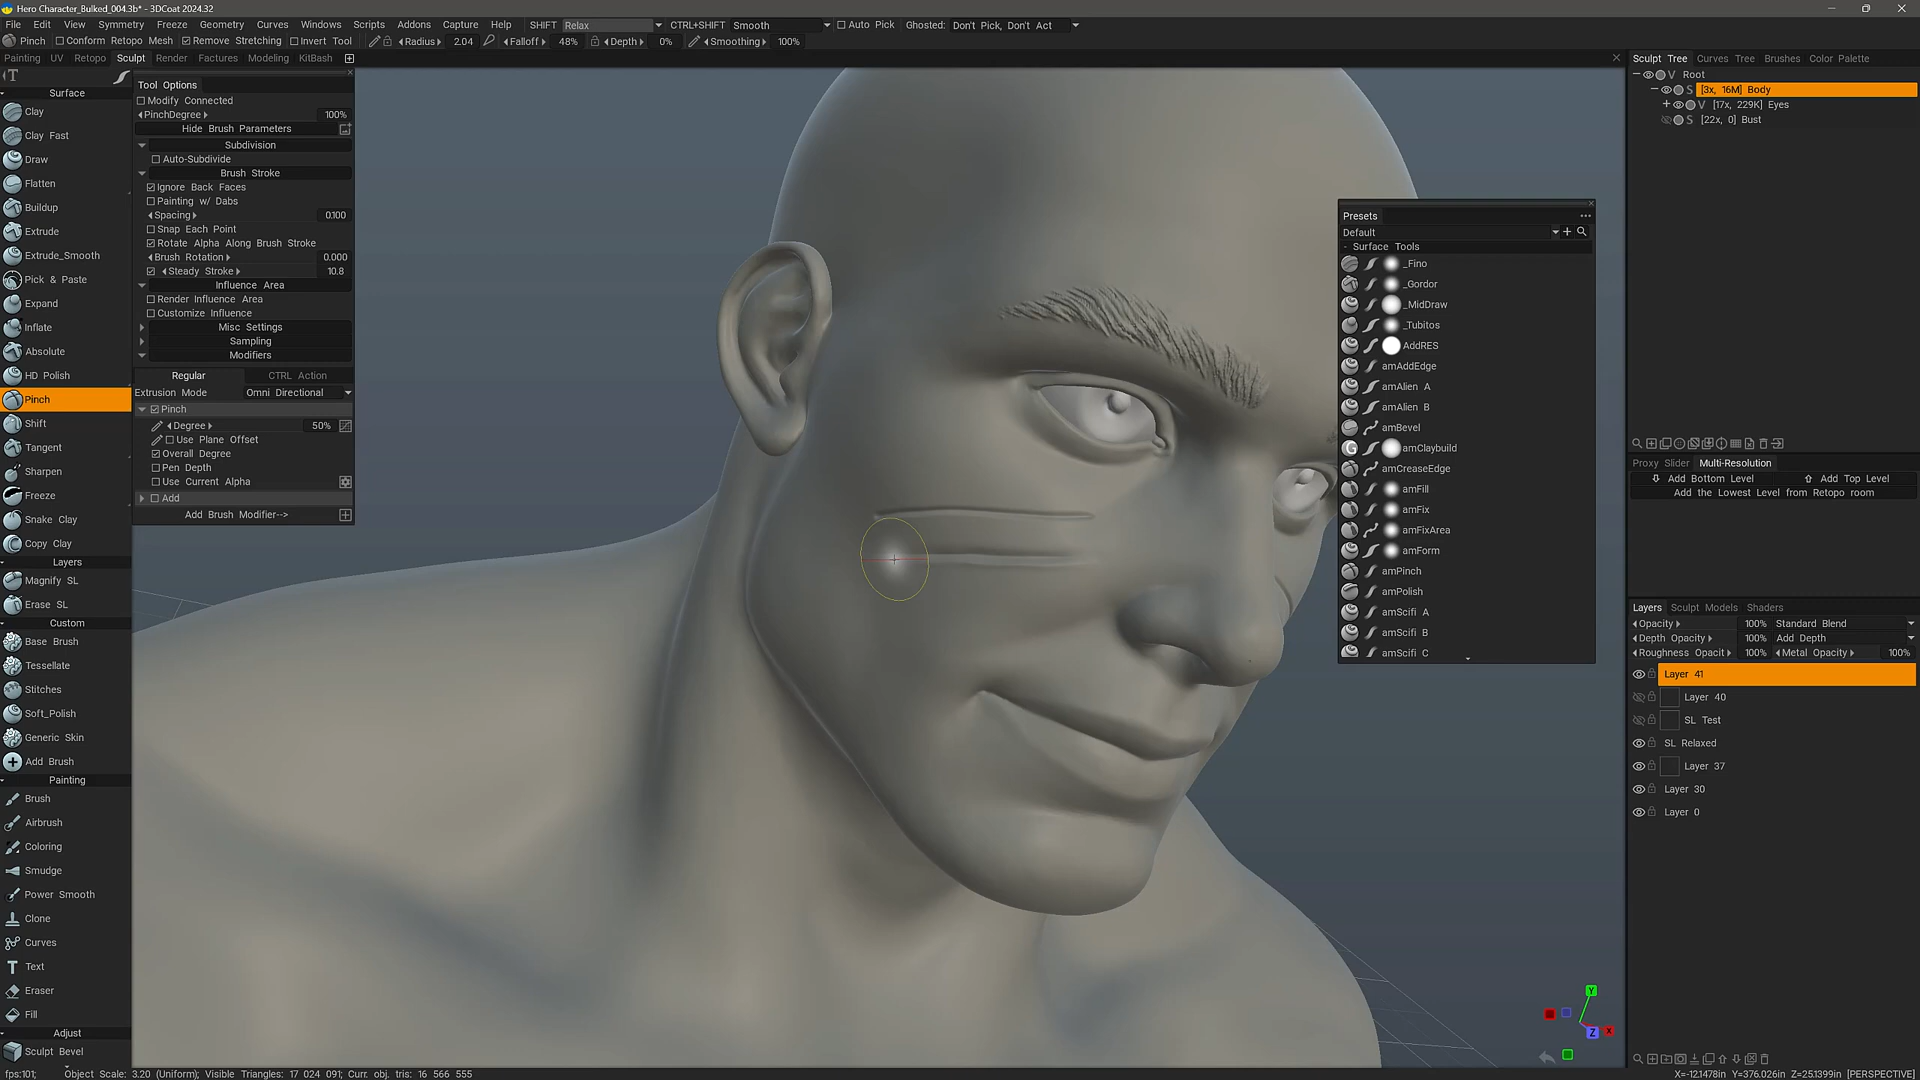 Hero Character_Bulked_004.3b* - 3DCoat 2024.32
File Edit View Symmetry Freeze Geometry Curves Windows Scripts Addons Capture Help SHIFT Relax CTRL+SHIFT Smooth Auto Pick Ghosted: Don't Pick, Don't Act
Pinch Conform Retopo Mesh Remove Stretching Invert Tool Radius 2.04 Falloff 48% Depth 0% Smoothing 100%
Painting UV Retopo Sculpt Render Factures Modeling KitBash
Surface
Clay
Clay Fast
Draw
Flatten
Buildup
Extrude
Extrude_Smooth
Pick & Paste
Expand
Inflate
Absolute
HD Polish
Pinch
Shift
Tangent
Sharpen
Freeze
Snake Clay
Copy Clay
Layers
Magnify SL
Erase SL
Custom
Base Brush
Tessellate
Stitches
Soft_Polish
Generic Skin
Add Brush
Painting
Brush
Airbrush
Coloring
Smudge
Power Smooth
Clone
Curves
Text
Eraser
Fill
Adjust
Sculpt Bevel
Tool Options
Modify Connected
PinchDegree 100%
Hide Brush Parameters
Subdivision
Auto-Subdivide
Brush Stroke
Ignore Back Faces
Painting w/ Dabs
Spacing 0.100
Snap Each Point
Rotate Alpha Along Brush Stroke
Brush Rotation 0.000
Steady Stroke 10.8
Influence Area
Render Influence Area
Customize Influence
Misc Settings
Sampling
Modifiers
Regular CTRL Action
Extrusion Mode Omni Directional
Pinch
Degree 50%
Use Plane Offset
Overall Degree
Pen Depth
Use Current Alpha
Add
Add Brush Modifier-->
Presets
Default
- Surface Tools
_Fino
_Gordor
_MidDraw
_Tubitos
AddRES
amAddEdge
amAlien A
amAlien B
amBevel
G amClaybuild
amCreaseEdge
amFill
amFix
amFixArea
amForm
amPinch
amPolish
amScifi A
amScifi B
amScifi C
Sculpt Tree Curves Tree Brushes Color Palette
V Root
S [3x, 16M] Body
V [17x, 229K] Eyes
S [22x, 0] Bust
Proxy Slider Multi-Resolution
Add Bottom Level Add Top Level
Add the Lowest Level from Retopo room
Layers Sculpt Models Shaders
Opacity 100% Standard Blend
Depth Opacity 100% Add Depth
Roughness Opacit 100% Metal Opacity 100%
Layer 41
Layer 40
SL Test
SL Relaxed
Layer 37
Layer 30
Layer 0
Y
Z
X
fps:101; Object Scale: 3.20 (Uniform); Visible Triangles: 17 024 091; Curr. obj. tris: 16 566 555
X=-12.1478in Y=376.026in Z=25.1399in [PERSPECTIVE]